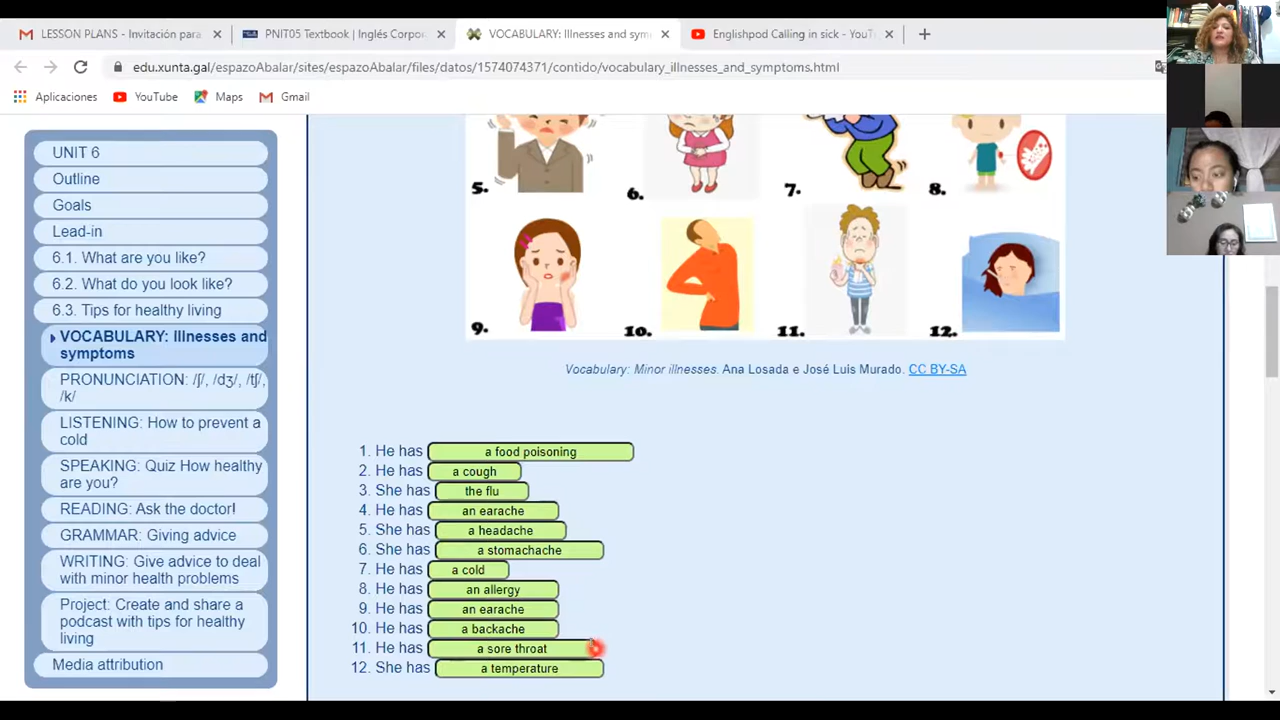 LESSON PLANS - Invitación para
PNIT05 Textbook | Inglés Corpor
VOCABULARY: Illnesses and sym
Englishpod Calling in sick - YouT
edu.xunta.gal/espazoAbalar/sites/espazoAbalar/files/datos/1574074371/contido/vocabulary_illnesses_and_symptoms.html
Aplicaciones
YouTube
Maps
Gmail
UNIT 6
Outline
Goals
Lead-in
6.1. What are you like?
6.2. What do you look like?
6.3. Tips for healthy living
VOCABULARY: Illnesses and
symptoms
PRONUNCIATION: /ʃ/, /dʒ/, /tʃ/,
/k/
LISTENING: How to prevent a
cold
SPEAKING: Quiz How healthy
are you?
READING: Ask the doctor!
GRAMMAR: Giving advice
WRITING: Give advice to deal
with minor health problems
Project: Create and share a
podcast with tips for healthy
living
Media attribution
5.
6.
7.
8.
9.
10.
11.
12.
Vocabulary: Minor illnesses. Ana Losada e José Luís Murado. CC BY-SA
1. He has a food poisoning
2. He has a cough
3. She has the flu
4. He has an earache
5. She has a headache
6. She has a stomachache
7. He has a cold
8. He has an allergy
9. He has an earache
10. He has a backache
11. He has a sore throat
12. She has a temperature